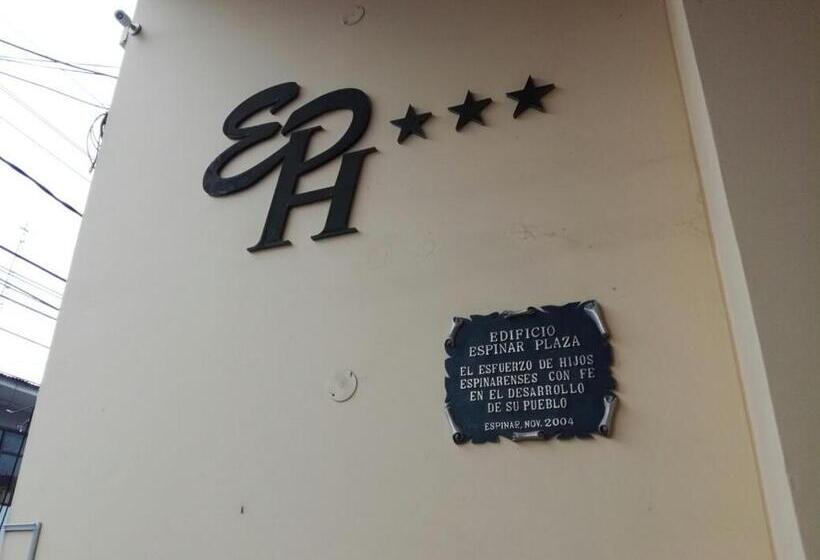 EPH
EDIFICIO
ESPINAR PLAZA
EL ESFUERZO DE HIJOS
ESPINARENSES CON FE
EN EL DESARROLLO
DE SU PUEBLO
ESPINAR, NOV. 2004